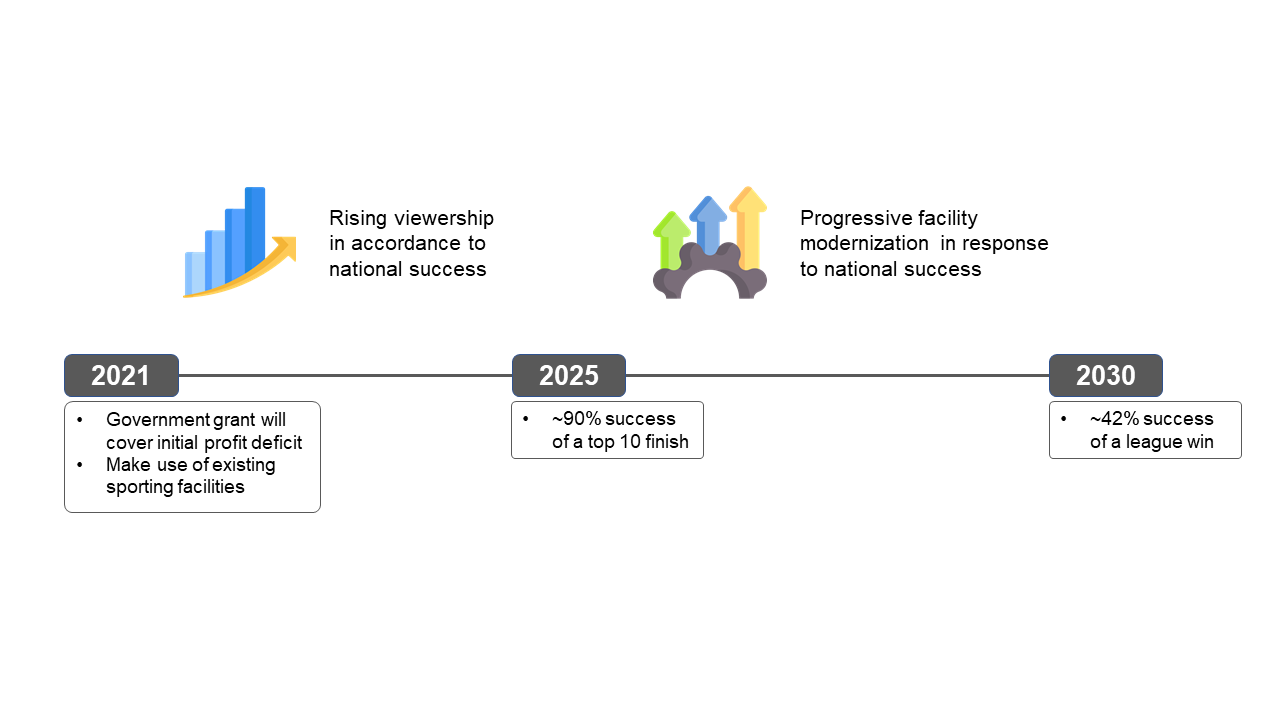 Rising viewership
in accordance to
national success
Progressive facility
modernization in response
to national success
2021
2025
2030
• Government grant will
cover initial profit deficit
• Make use of existing
sporting facilities
• ~90% success
of a top 10 finish
• ~42% success
of a league win